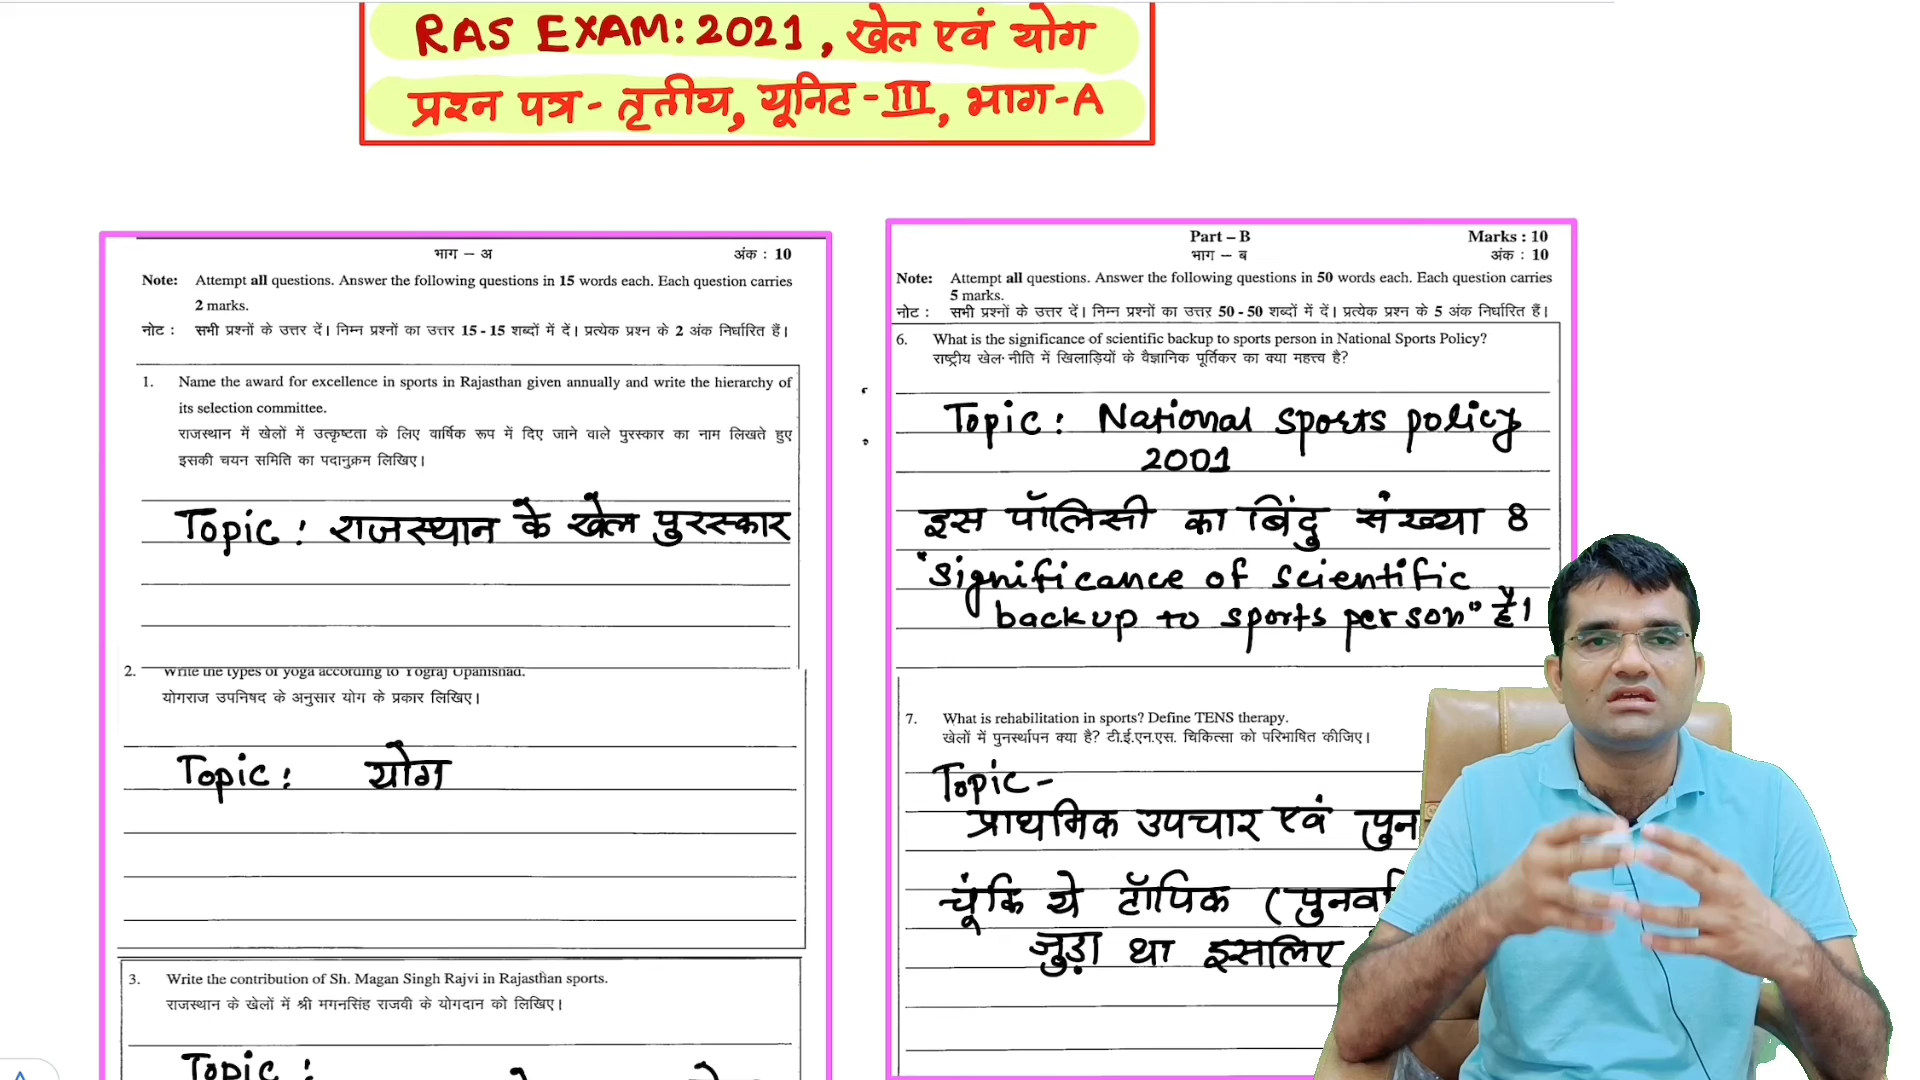 RAS EXAM: 2021, खेल एवं योग
प्रश्न पत्र - तृतीय, यूनिट - III, भाग-A
भाग – अ
अंक : 10
Note: Attempt all questions. Answer the following questions in 15 words each. Each question carries
2 marks.
नोट : सभी प्रश्नों के उत्तर दें। निम्न प्रश्नों का उत्तर 15 - 15 शब्दों में दें। प्रत्येक प्रश्न के 2 अंक निर्धारित हैं।
1. Name the award for excellence in sports in Rajasthan given annually and write the hierarchy of
its selection committee.
राजस्थान में खेलों में उत्कृष्टता के लिए वार्षिक रूप में दिए जाने वाले पुरस्कार का नाम लिखते हुए
इसकी चयन समिति का पदानुक्रम लिखिए।
Topic : राजस्थान के खेल पुरस्कार
2. Write the types of yoga according to Yograj Upanishad.
योगराज उपनिषद के अनुसार योग के प्रकार लिखिए।
Topic : योग
3. Write the contribution of Sh. Magan Singh Rajvi in Rajasthan sports.
राजस्थान के खेलों में श्री मगनसिंह राजवी के योगदान को लिखिए।
Topic :
Part – B
Marks : 10
भाग – ब
अंक : 10
Note: Attempt all questions. Answer the following questions in 50 words each. Each question carries
5 marks.
नोट : सभी प्रश्नों के उत्तर दें। निम्न प्रश्नों का उत्तर 50 - 50 शब्दों में दें। प्रत्येक प्रश्न के 5 अंक निर्धारित हैं।
6. What is the significance of scientific backup to sports person in National Sports Policy?
राष्ट्रीय खेल नीति में खिलाड़ियों के वैज्ञानिक पूर्तिकर का क्या महत्त्व है?
Topic : National sports policy
2001
इस पॉलिसी का बिंदु संख्या 8
"significance of scientific
backup to sports person" है।
7. What is rehabilitation in sports? Define TENS therapy.
खेलों में पुनर्स्थापन क्या है? टी.ई.एन.एस. चिकित्सा को परिभाषित कीजिए।
Topic -
प्राथमिक उपचार एवं
चूंकि ये टॉपिक
जुड़ा था इसलिए